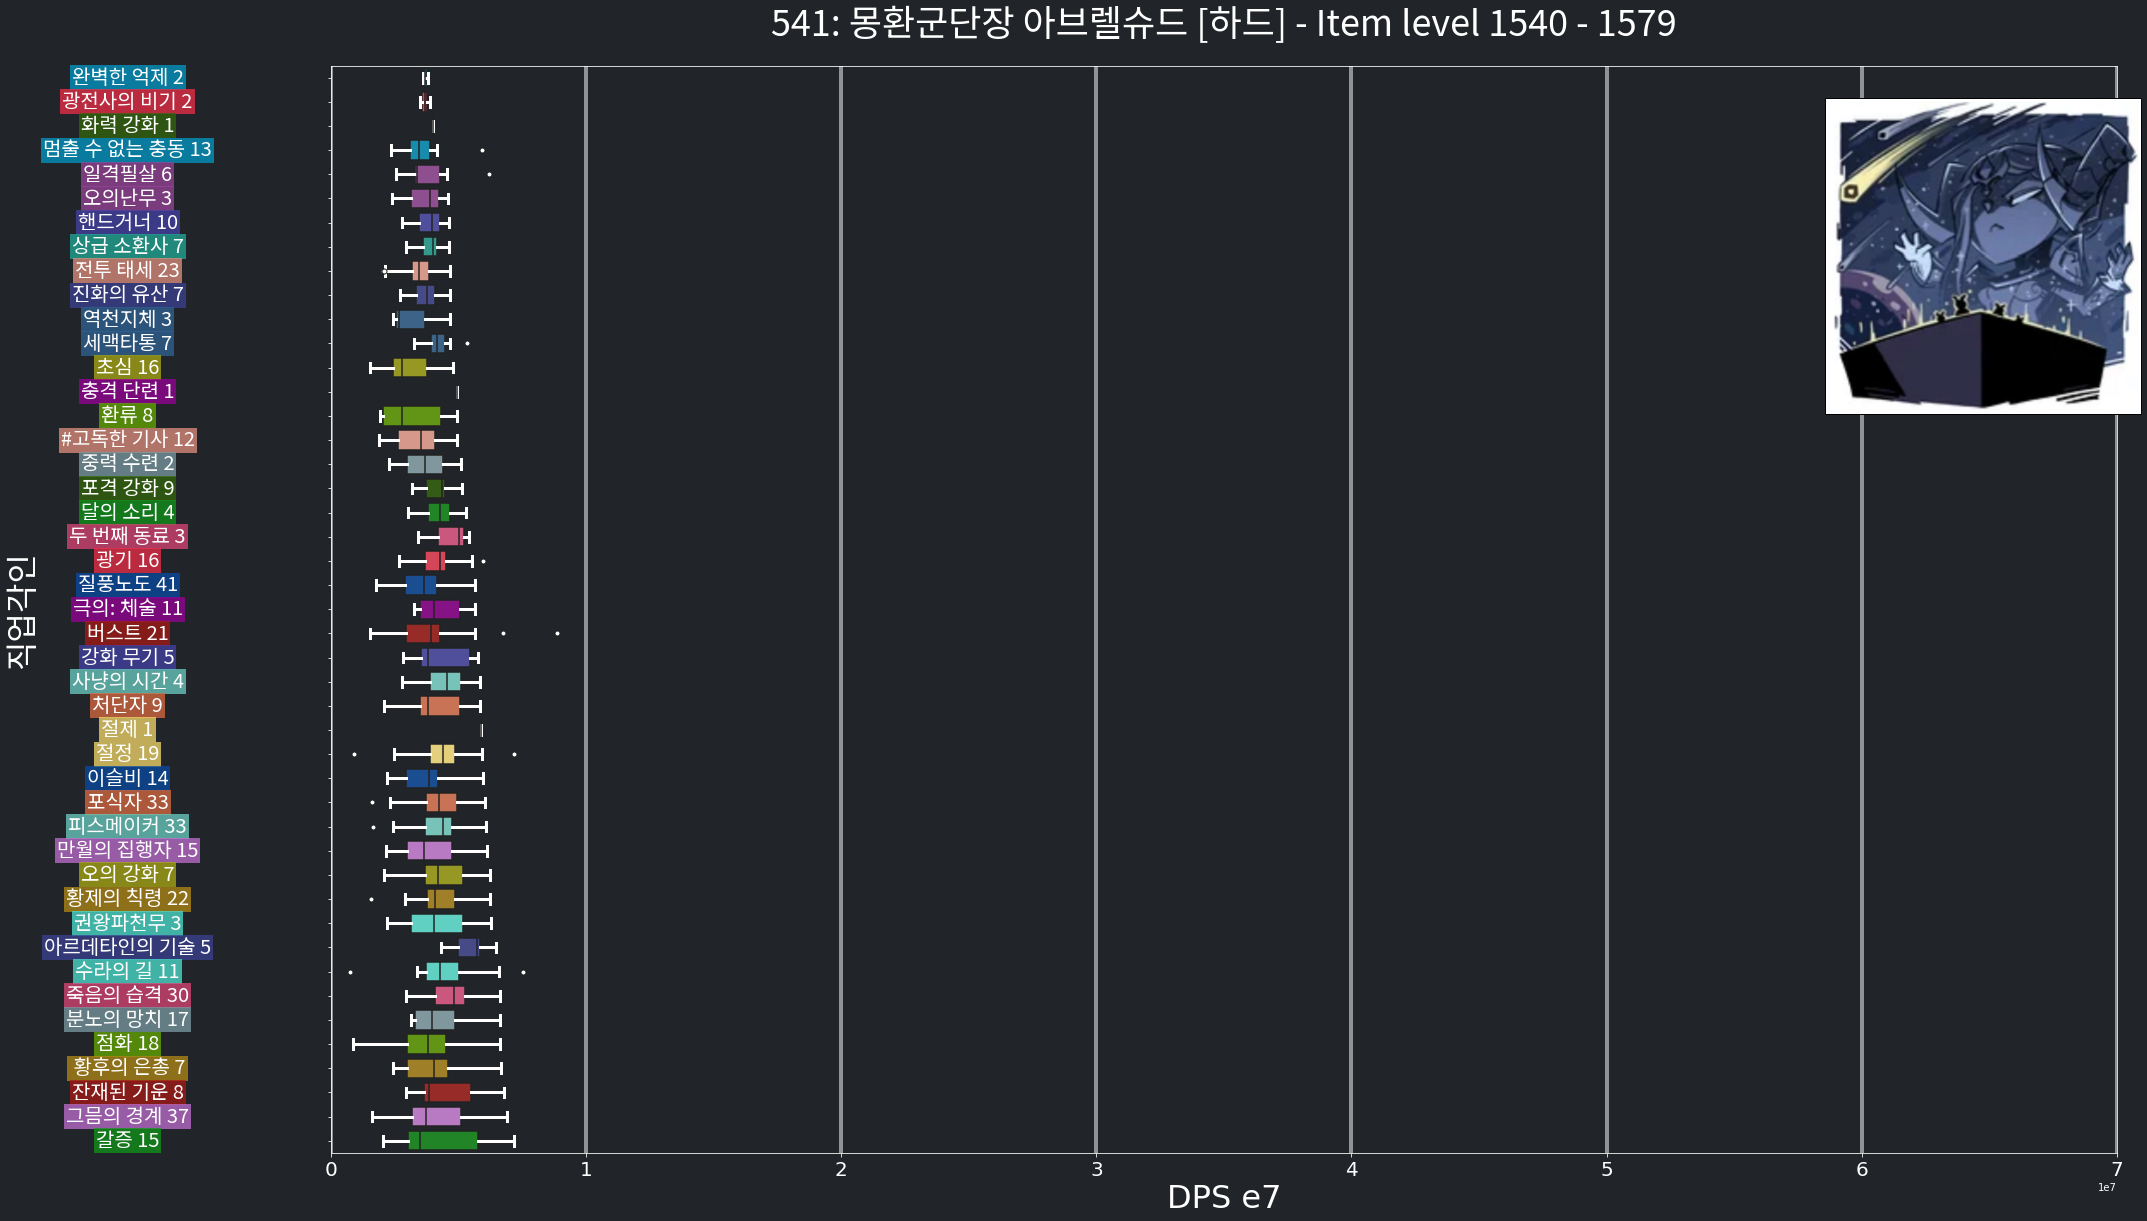 541: 몽환군단장 아브렐슈드 [하드] - Item level 1540 - 1579
완벽한 억제 2
광전사의 비기 2
화력 강화 1
멈출 수 없는 충동 13
일격필살 6
오의난무 3
핸드거너 10
상급 소환사 7
전투 태세 23
진화의 유산 7
역천지체 3
세맥타통 7
초심 16
충격 단련 1
환류 8
#고독한 기사 12
중력 수련 2
포격 강화 9
달의 소리 4
두 번째 동료 3
광기 16
질풍노도 41
극의: 체술 11
버스트 21
강화 무기 5
사냥의 시간 4
처단자 9
절제 1
절정 19
이슬비 14
포식자 33
피스메이커 33
만월의 집행자 15
오의 강화 7
황제의 칙령 22
권왕파천무 3
아르데타인의 기술 5
수라의 길 11
죽음의 습격 30
분노의 망치 17
점화 18
황후의 은총 7
잔재된 기운 8
그믐의 경계 37
갈증 15
직업각인
0 1 2 3 4 5 6 7
1e7
DPS e7